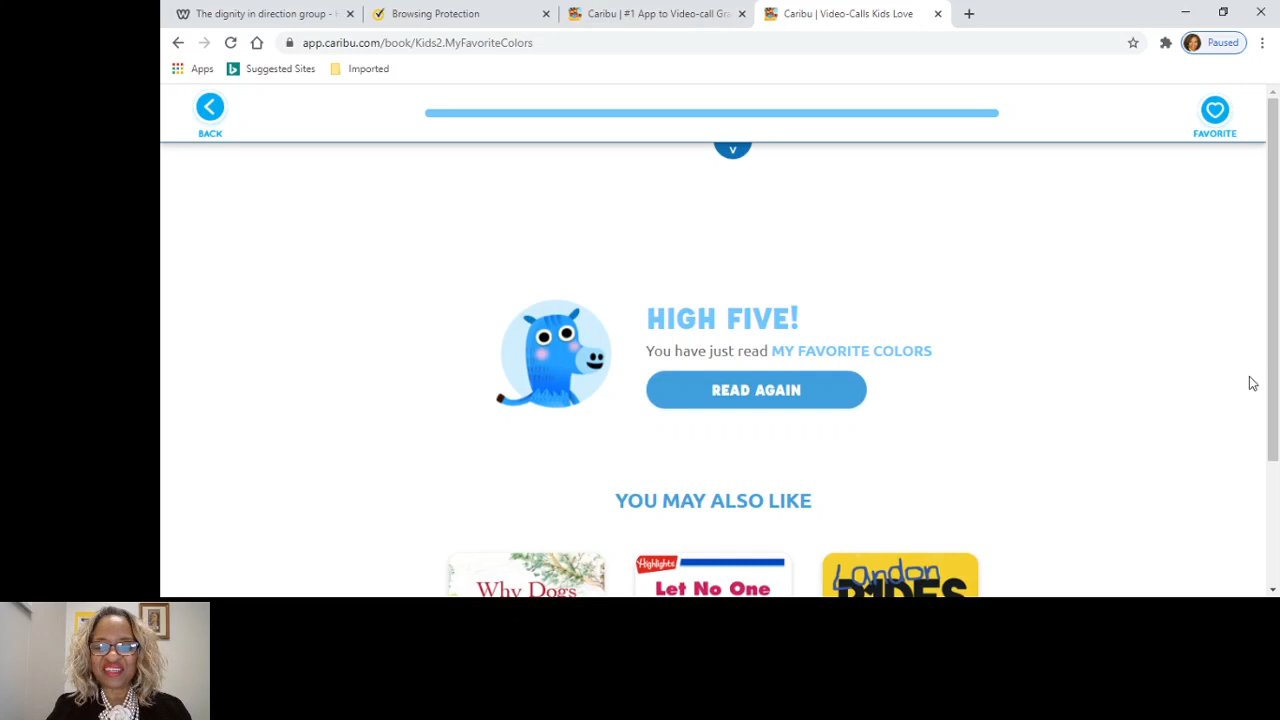 The dignity in direction group -
Browsing Protection
Caribu | #1 App to Video-call Gra
Caribu | Video-Calls Kids Love
app.caribu.com/book/Kids2.MyFavoriteColors
Paused
Apps
Suggested Sites
Imported
BACK
FAVORITE
v
HIGH FIVE!
You have just read MY FAVORITE COLORS
READ AGAIN
YOU MAY ALSO LIKE
Why Dogs
Highlights
Let No One
London
RIDES